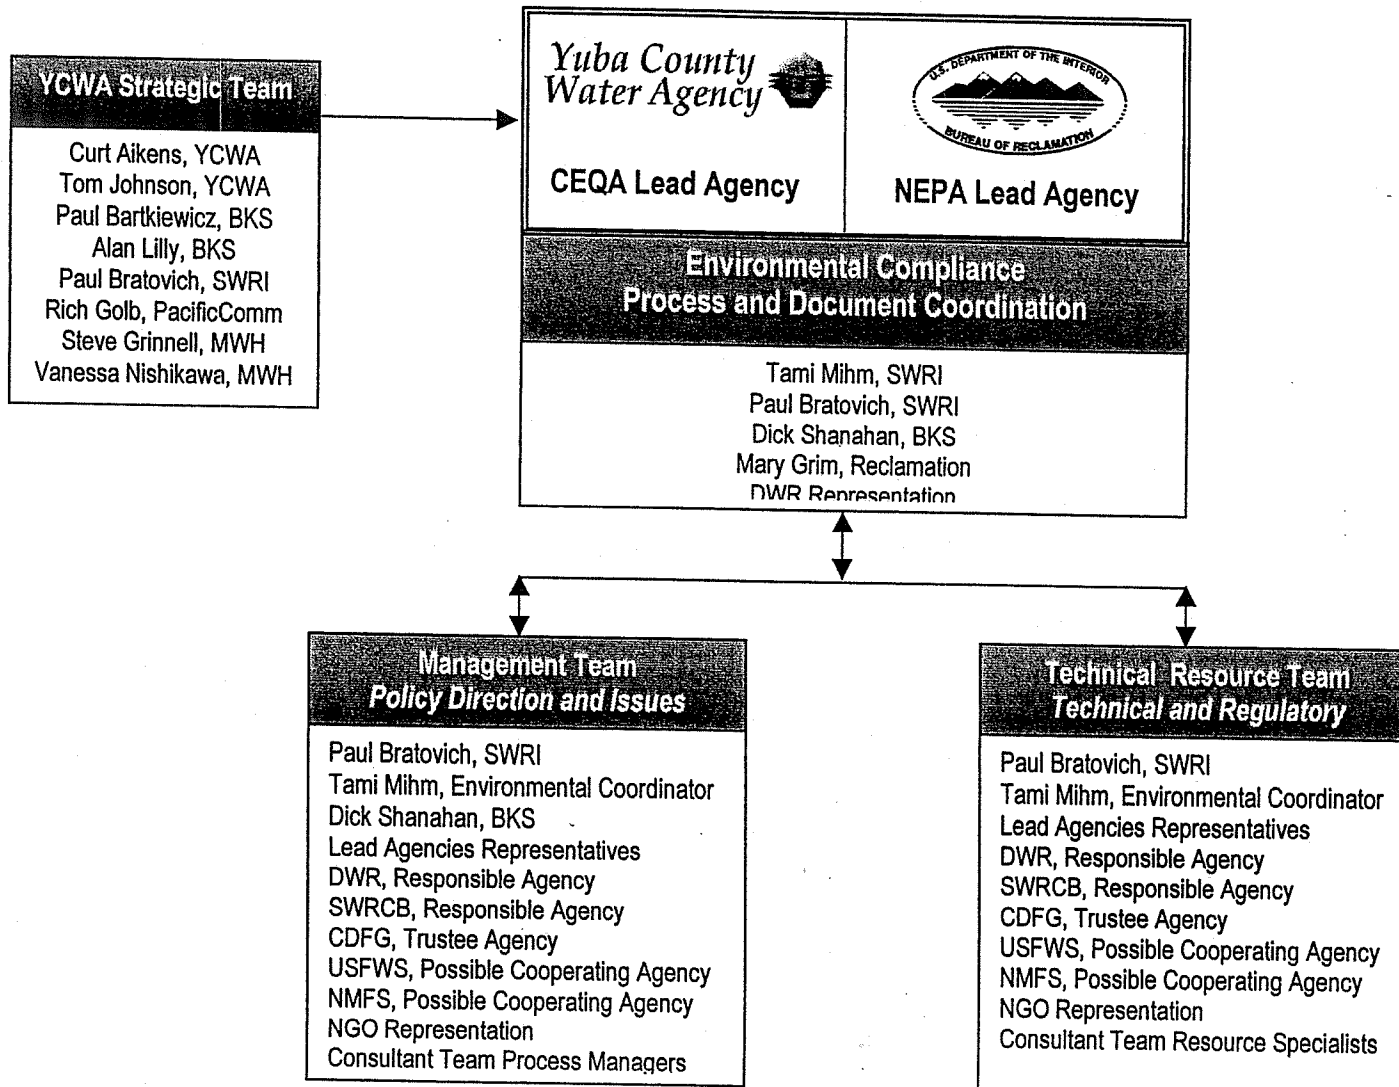 YCWA Strategic Team
Curt Aikens, YCWA
Tom Johnson, YCWA
Paul Bartkiewicz, BKS
Alan Lilly, BKS
Paul Bratovich, SWRI
Rich Golb, PacificComm
Steve Grinnell, MWH
Vanessa Nishikawa, MWH
Yuba County
Water Agency
CEQA Lead Agency
U.S. DEPARTMENT OF THE INTERIOR
BUREAU OF RECLAMATION
NEPA Lead Agency
Environmental Compliance
Process and Document Coordination
Tami Mihm, SWRI
Paul Bratovich, SWRI
Dick Shanahan, BKS
Mary Grim, Reclamation
DWR Representation
Management Team
Policy Direction and Issues
Paul Bratovich, SWRI
Tami Mihm, Environmental Coordinator
Dick Shanahan, BKS
Lead Agencies Representatives
DWR, Responsible Agency
SWRCB, Responsible Agency
CDFG, Trustee Agency
USFWS, Possible Cooperating Agency
NMFS, Possible Cooperating Agency
NGO Representation
Consultant Team Process Managers
Technical Resource Team
Technical and Regulatory
Paul Bratovich, SWRI
Tami Mihm, Environmental Coordinator
Lead Agencies Representatives
DWR, Responsible Agency
SWRCB, Responsible Agency
CDFG, Trustee Agency
USFWS, Possible Cooperating Agency
NMFS, Possible Cooperating Agency
NGO Representation
Consultant Team Resource Specialists